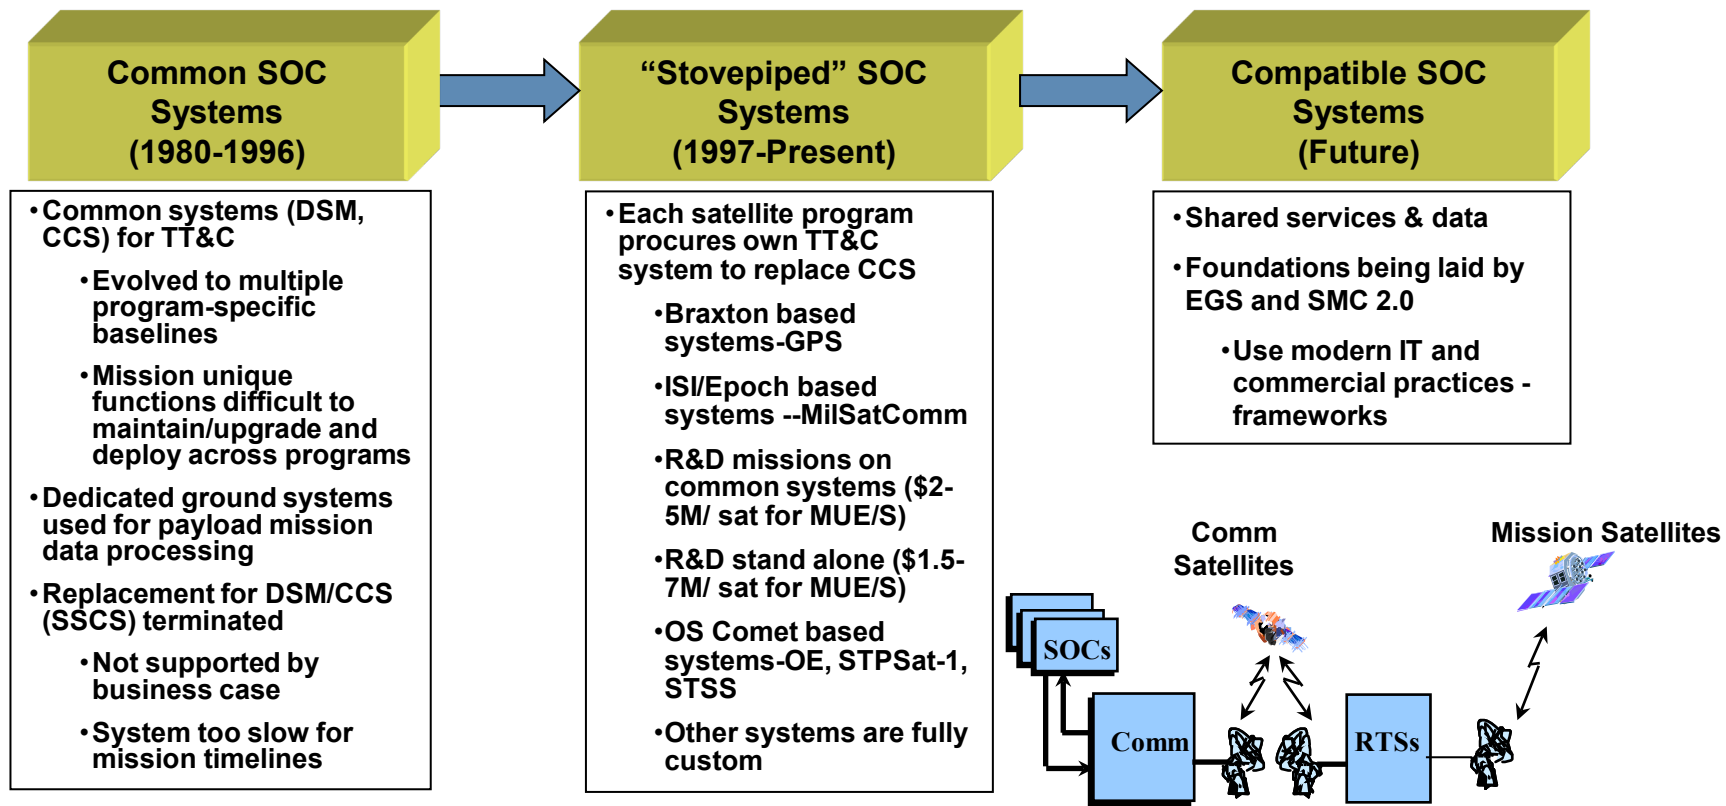 Common SOC
Systems
(1980-1996)
•Common systems (DSM,
CCS) for TT&C
•Evolved to multiple
program-specific
baselines
•Mission unique
functions difficult to
maintain/upgrade and
deploy across programs
•Dedicated ground systems
used for payload mission
data processing
•Replacement for DSM/CCS
(SSCS) terminated
•Not supported by
business case
•System too slow for
mission timelines
“Stovepiped” SOC
Systems
(1997-Present)
•Each satellite program
procures own TT&C
system to replace CCS
•Braxton based
systems-GPS
•ISI/Epoch based
systems --MilSatComm
•R&D missions on
common systems ($2-
5M/ sat for MUE/S)
•R&D stand alone ($1.5-
7M/ sat for MUE/S)
•OS Comet based
systems-OE, STPSat-1,
STSS
•Other systems are fully
custom
Compatible SOC
Systems
(Future)
•Shared services & data
•Foundations being laid by
EGS and SMC 2.0
•Use modern IT and
commercial practices -
frameworks
Comm
Satellites
Mission Satellites
SOCs
Comm
RTSs